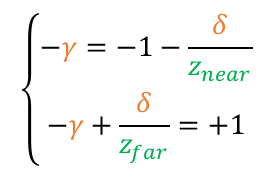 −γ = −1 − δ/z_near
−γ + δ/z_far = +1